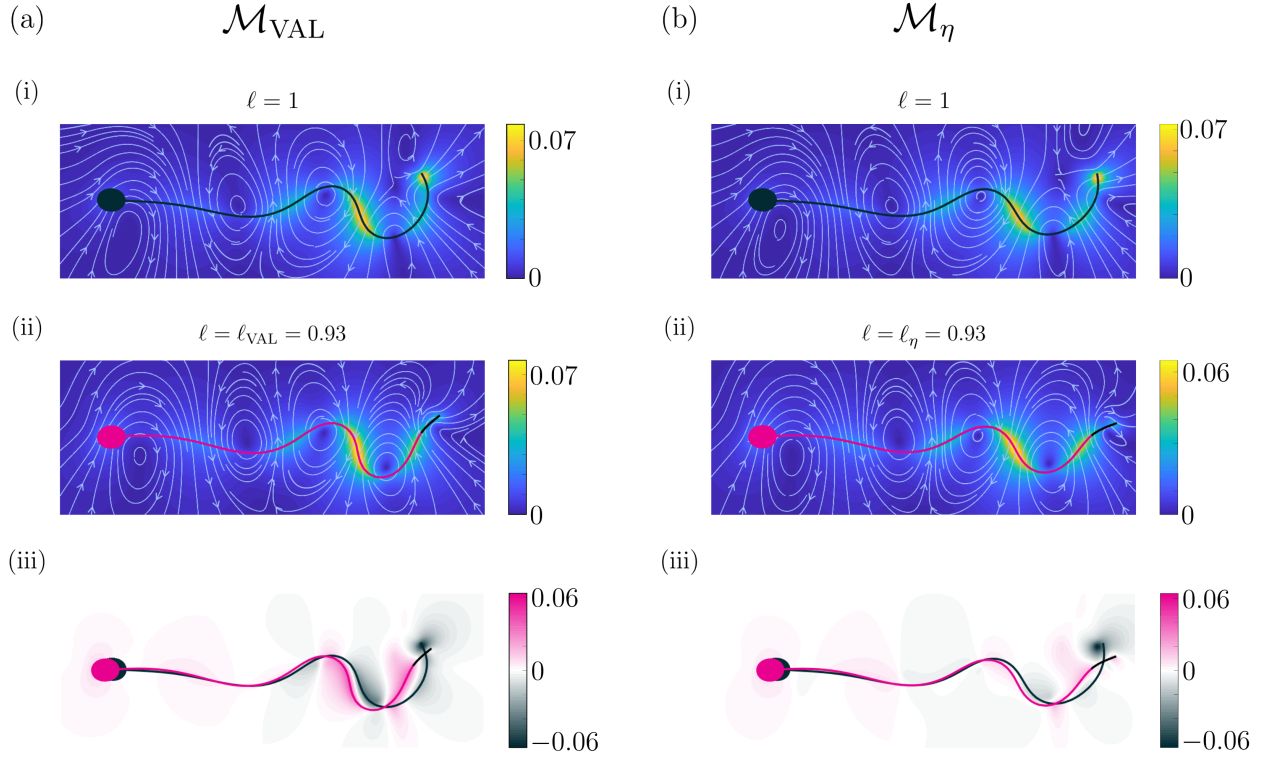 (a) ℳ_VAL
(b) ℳ_η
(i) ℓ = 1
0.07
0
(i) ℓ = 1
0.07
0
(ii) ℓ = ℓ_VAL = 0.93
0.07
0
(ii) ℓ = ℓ_η = 0.93
0.06
0
(iii)
0.06
0
−0.06
(iii)
0.06
0
−0.06